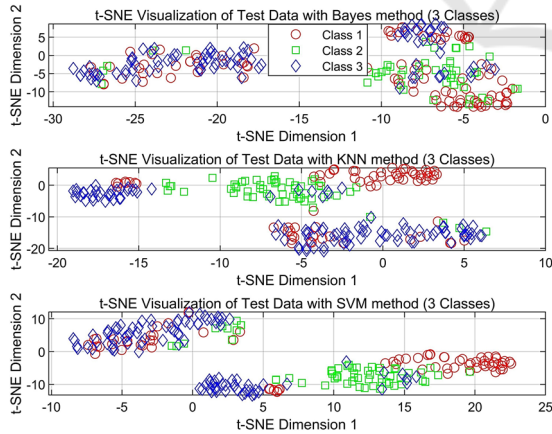 t-SNE Visualization of Test Data with Bayes method (3 Classes)
t-SNE Dimension 2
5
0
-5
-10
Class 1
Class 2
Class 3
-30 -25 -20 -15 -10 -5 0
t-SNE Dimension 1
t-SNE Visualization of Test Data with KNN method (3 Classes)
t-SNE Dimension 2
0
-10
-20
-20 -15 -10 -5 0 5 10
t-SNE Dimension 1
t-SNE Visualization of Test Data with SVM method (3 Classes)
t-SNE Dimension 2
10
0
-10
-10 -5 0 5 10 15 20 25
t-SNE Dimension 1